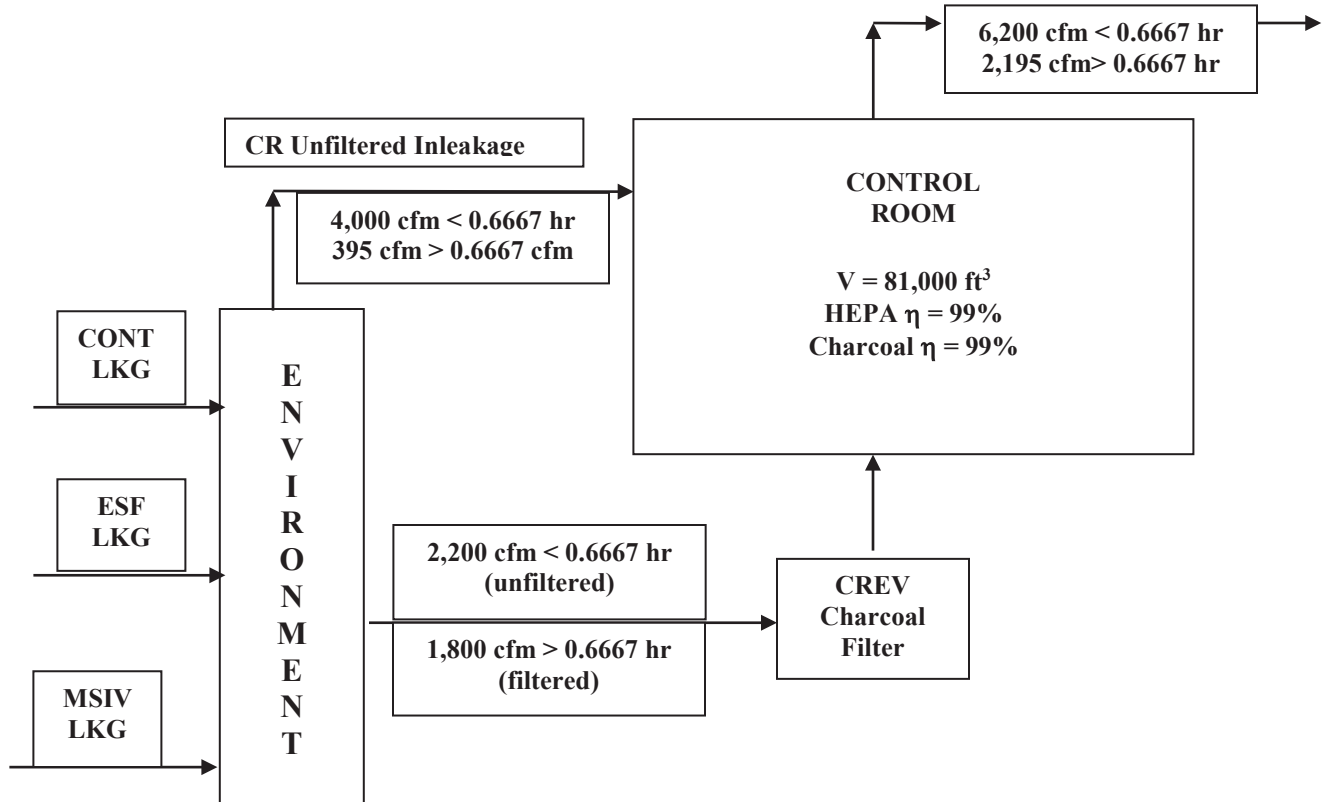 6,200 cfm < 0.6667 hr
2,195 cfm> 0.6667 hr
CR Unfiltered Inleakage
4,000 cfm < 0.6667 hr
395 cfm > 0.6667 cfm
CONTROL
ROOM
V = 81,000 ft³
HEPA η = 99%
Charcoal η = 99%
CONT
LKG
ESF
LKG
MSIV
LKG
E
N
V
I
R
O
N
M
E
N
T
2,200 cfm < 0.6667 hr
(unfiltered)
1,800 cfm > 0.6667 hr
(filtered)
CREV
Charcoal
Filter